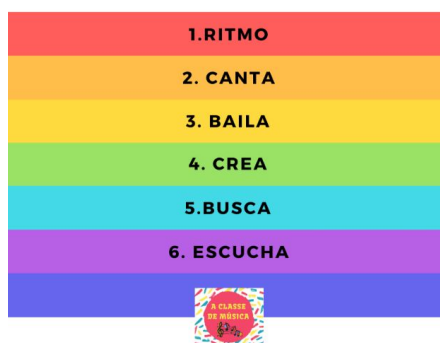 1.RITMO
2. CANTA
3. BAILA
4. CREA
5.BUSCA
6. ESCUCHA
A CLASSE
DE MÚSICA